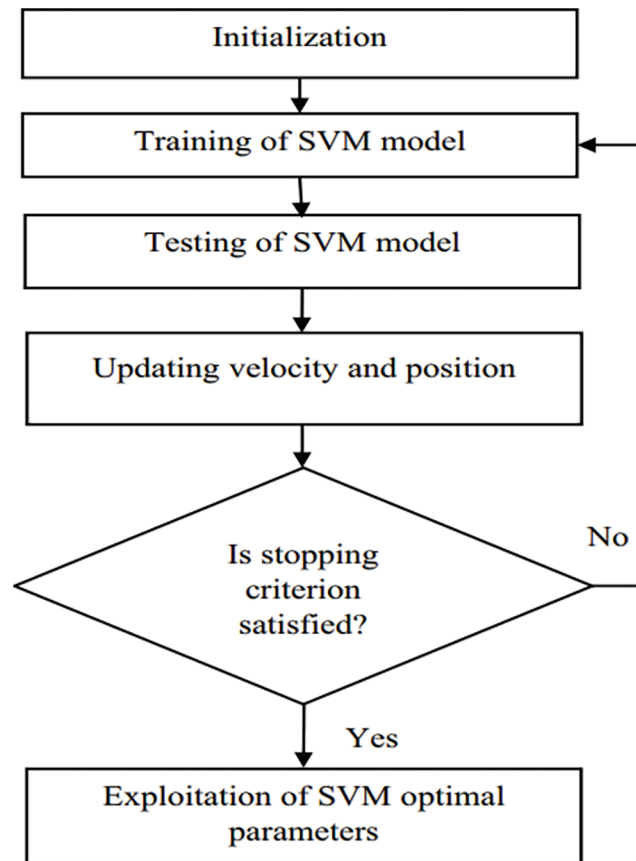 Initialization
Training of SVM model
Testing of SVM model
Updating velocity and position
Is stopping
criterion
satisfied?
No
Yes
Exploitation of SVM optimal
parameters